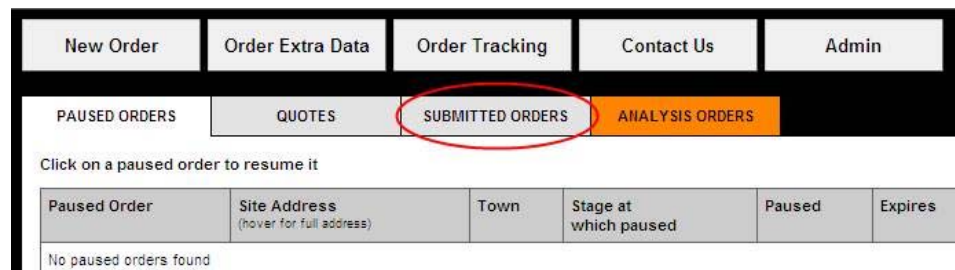 New Order Order Extra Data Order Tracking Contact Us Admin
PAUSED ORDERS QUOTES SUBMITTED ORDERS ANALYSIS ORDERS
Click on a paused order to resume it
Paused Order Site Address Town Stage at Paused Expires
(hover for full address) which paused
No paused orders found